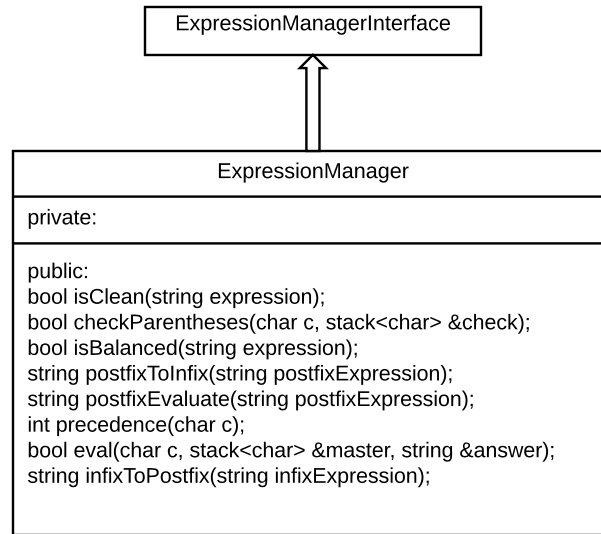 ExpressionManagerInterface
ExpressionManager
private:
public:
bool isClean(string expression);
bool checkParentheses(char c, stack<char> &check);
bool isBalanced(string expression);
string postfixToInfix(string postfixExpression);
string postfixEvaluate(string postfixExpression);
int precedence(char c);
bool eval(char c, stack<char> &master, string &answer);
string infixToPostfix(string infixExpression);